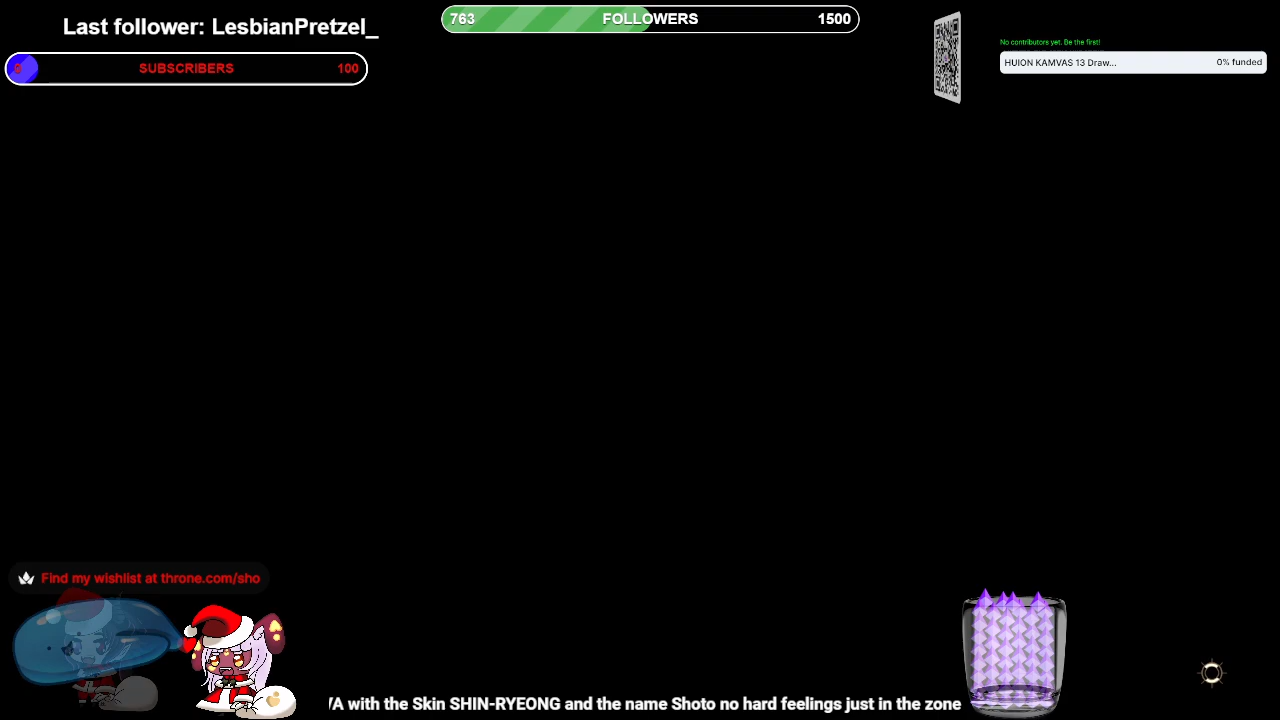 Last follower: LesbianPretzel_
763 FOLLOWERS 1500
No contributors yet. Be the first!
HUION KAMVAS 13 Draw... 0% funded
SUBSCRIBERS 100
Find my wishlist at throne.com/sho
with the Skin SHIN-RYEONG and the name Shoto no hard feelings just in the zone